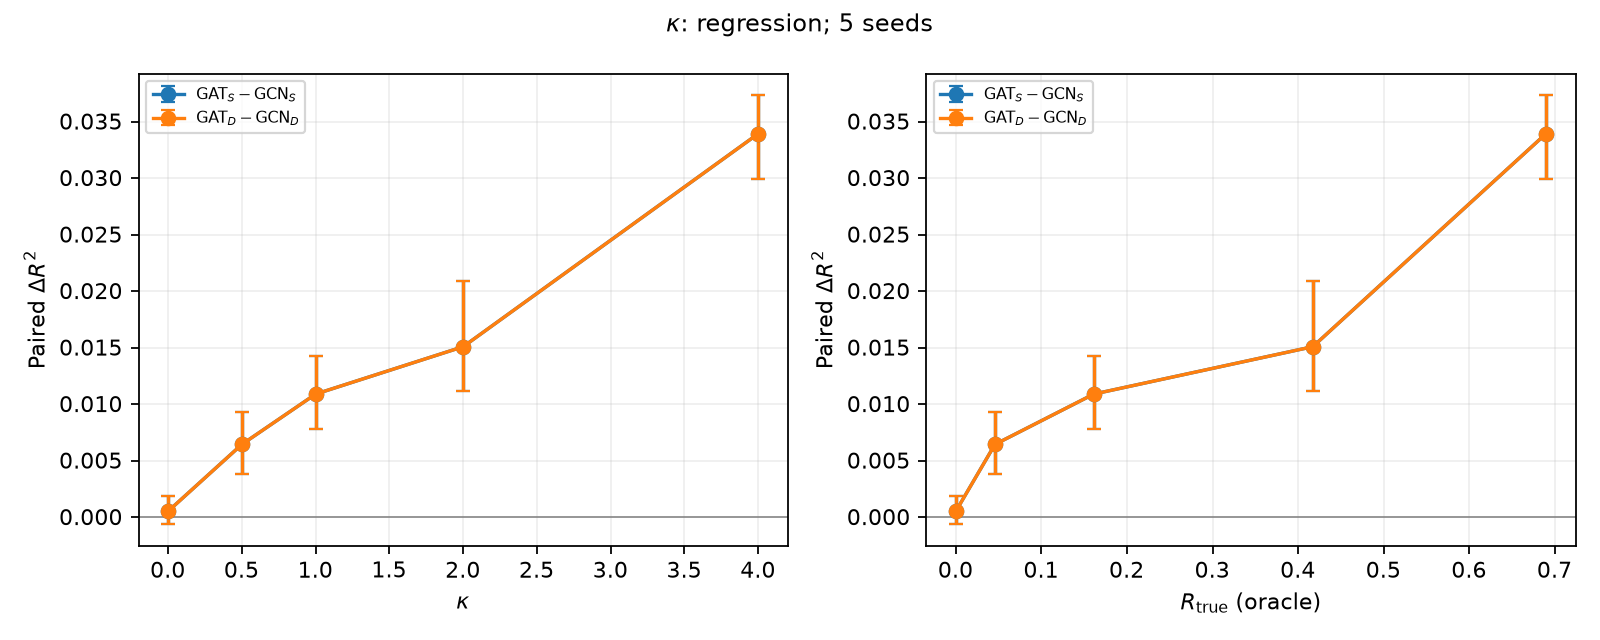 κ: regression; 5 seeds
GAT_S − GCN_S
GAT_D − GCN_D
Paired ΔR²
0.035
0.030
0.025
0.020
0.015
0.010
0.005
0.000
0.0 0.5 1.0 1.5 2.0 2.5 3.0 3.5 4.0
κ
GAT_S − GCN_S
GAT_D − GCN_D
Paired ΔR²
0.035
0.030
0.025
0.020
0.015
0.010
0.005
0.000
0.0 0.1 0.2 0.3 0.4 0.5 0.6 0.7
R_true (oracle)